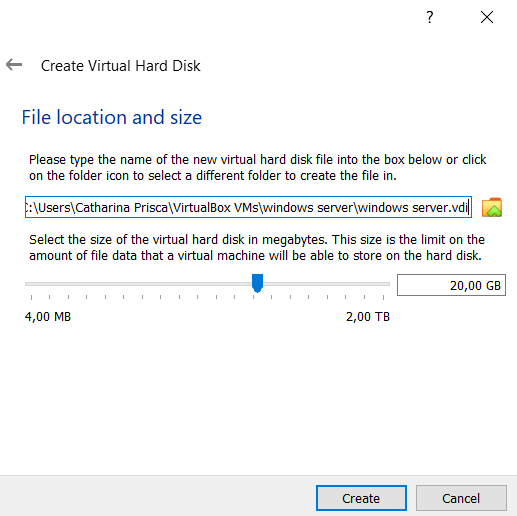 ?
Create Virtual Hard Disk
File location and size
Please type the name of the new virtual hard disk file into the box below or click
on the folder icon to select a different folder to create the file in.
:\Users\Catharina Prisca\VirtualBox VMs\windows server\windows server.vdi
Select the size of the virtual hard disk in megabytes. This size is the limit on the
amount of file data that a virtual machine will be able to store on the hard disk.
20,00 GB
4,00 MB 2,00 TB
Create Cancel